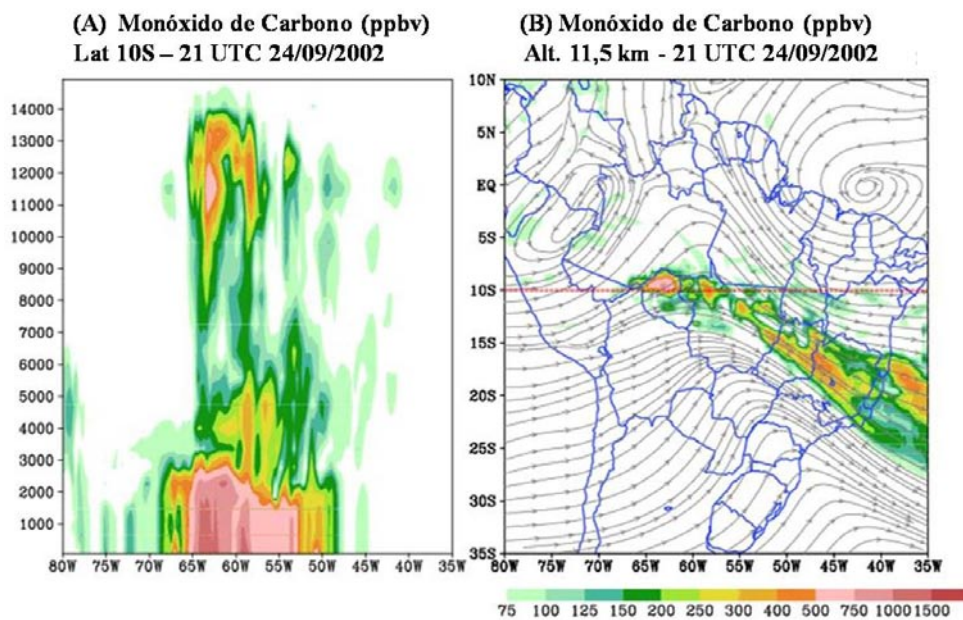 (A) Monóxido de Carbono (ppbv)
Lat 10S – 21 UTC 24/09/2002
14000
13000
12000
11000
10000
9000
8000
7000
6000
5000
4000
3000
2000
1000
80W 75W 70W 65W 60W 55W 50W 45W 40W 35W
(B) Monóxido de Carbono (ppbv)
Alt. 11,5 km - 21 UTC 24/09/2002
10N
5N
EQ
5S
10S
15S
20S
25S
30S
35S
80W 75W 70W 65W 60W 55W 50W 45W 40W 35W
75 100 125 150 200 250 300 400 500 750 1000 1500